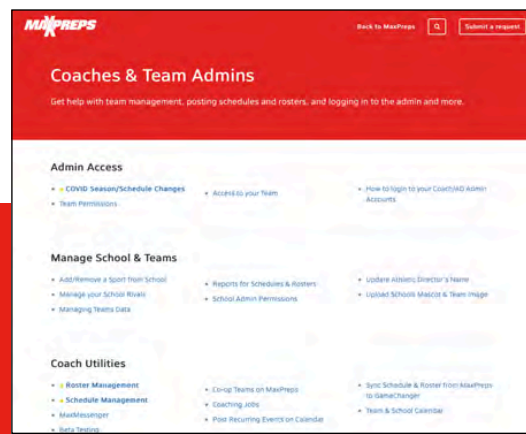 MAXPREPS
Back to MaxPreps
Submit a request
Coaches & Team Admins
Get help with team management, posting schedules and rosters, and logging in to the admin and more.
Admin Access
COVID Season/Schedule Changes
Team Permissions
Access to your Team
How to login to your Coach/AD Admin
Accounts
Manage School & Teams
Add/Remove a Sport from School
Manage your School Rivals
Managing Teams Data
Reports for Schedules & Rosters
School Admin Permissions
Update Athletic Director's Name
Upload Schools Mascot & Team Image
Coach Utilities
Roster Management
Schedule Management
MaxMessenger
Beta Testing
Co-op Teams on MaxPreps
Coaching Jobs
Post Recurring Events on Calendar
Sync Schedule & Roster from MaxPreps
to GameChanger
Team & School Calendar